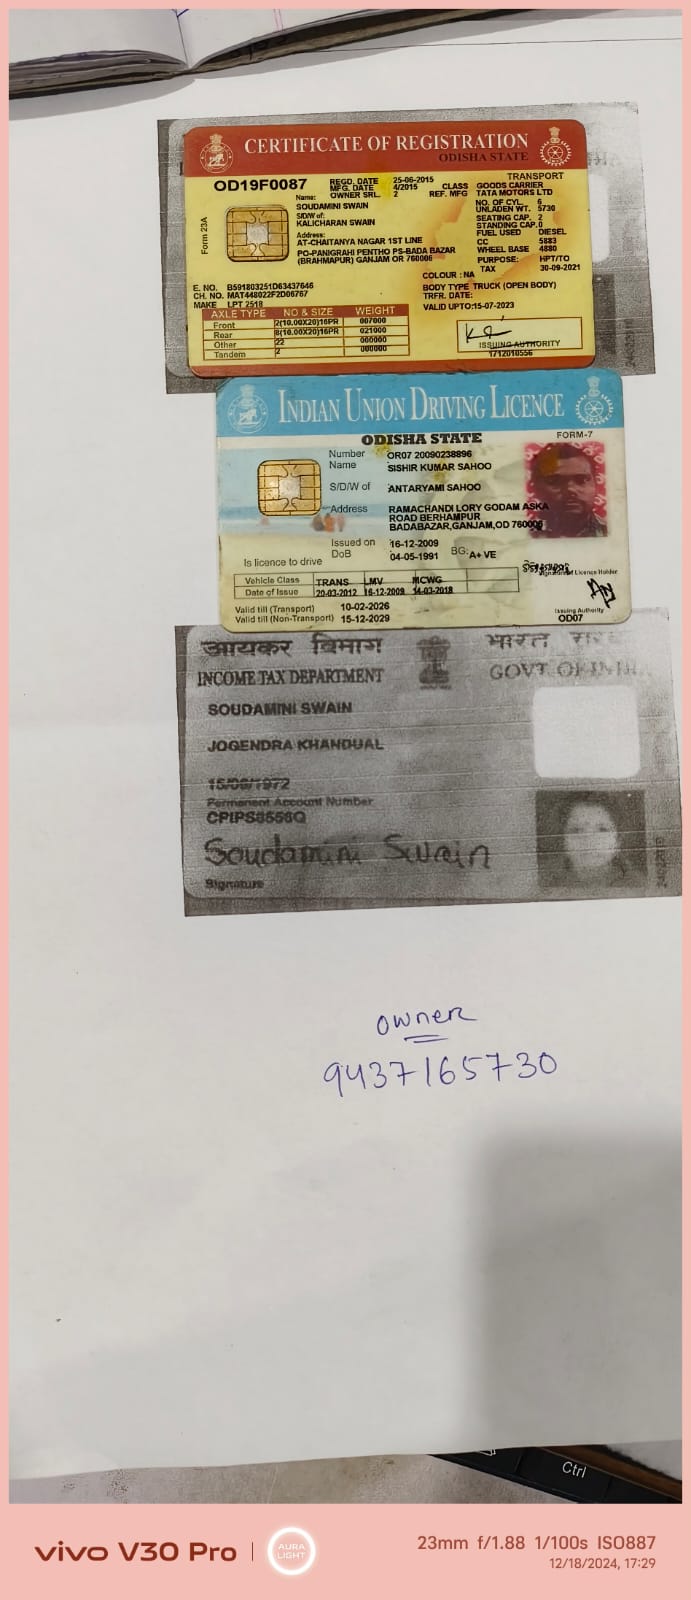 CERTIFICATE OF REGISTRATION
ODISHA STATE
OD19F0087
REGD. DATE 25-06-2015
MFG. DATE 4/2015
OWNER SRL. 2
CLASS
REF. MFG
TRANSPORT
GOODS CARRIER
TATA MOTORS LTD
Form 23A
Name:
SOUDAMINI SWAIN
S/D/W of:
KALICHARAN SWAIN
Address:
AT-CHAITANYA NAGAR 1ST LINE
PO-PANIGRAHI PENTHO PS-BADA BAZAR
(BRAHMAPUR) GANJAM OR 760006
NO. OF CYL. 6
UNLADEN WT. 5730
SEATING CAP. 2
STANDING CAP. 0
FUEL USED DIESEL
CC 5883
WHEEL BASE 4880
PURPOSE: HPT/TO
TAX 30-09-2021
COLOUR : NA
E. NO. B591803251D63437646
CH. NO. MAT448022F2D06767
MAKE LPT 2518
BODY TYPE TRUCK (OPEN BODY)
TRFR. DATE:
VALID UPTO:15-07-2023
AXLE TYPE NO & SIZE WEIGHT
Front 2(10.00X20)16PR 007000
Rear 8(10.00X20)16PR 021000
Other 22 000000
Tandem 2 000000
ISSUING AUTHORITY
1712010556
INDIAN UNION DRIVING LICENCE
ODISHA STATE
FORM-7
Number OR07 20090238896
Name SISHIR KUMAR SAHOO
S/D/W of ANTARYAMI SAHOO
Address RAMACHANDI LORY GODAM ASKA
ROAD BERHAMPUR
BADABAZAR,GANJAM,OD 760006
Issued on 16-12-2009
DoB 04-05-1991 BG: A+ VE
Is licence to drive
Vehicle Class TRANS LMV MCWG
Date of Issue 20-03-2012 16-12-2009 14-03-2018
Signature of Licence Holder
Valid till (Transport) 10-02-2026
Valid till (Non-Transport) 15-12-2029
Issuing Authority
OD07
आयकर विभाग
INCOME TAX DEPARTMENT
भारत
GOVT. OF INDIA
SOUDAMINI SWAIN
JOGENDRA KHANDUAL
15/06/1972
Permanent Account Number
Soudamini Swain
Signature
owner
9437165730
Ctrl
vivo V30 Pro
AURA
LIGHT
23mm f/1.88 1/100s ISO887
12/18/2024, 17:29